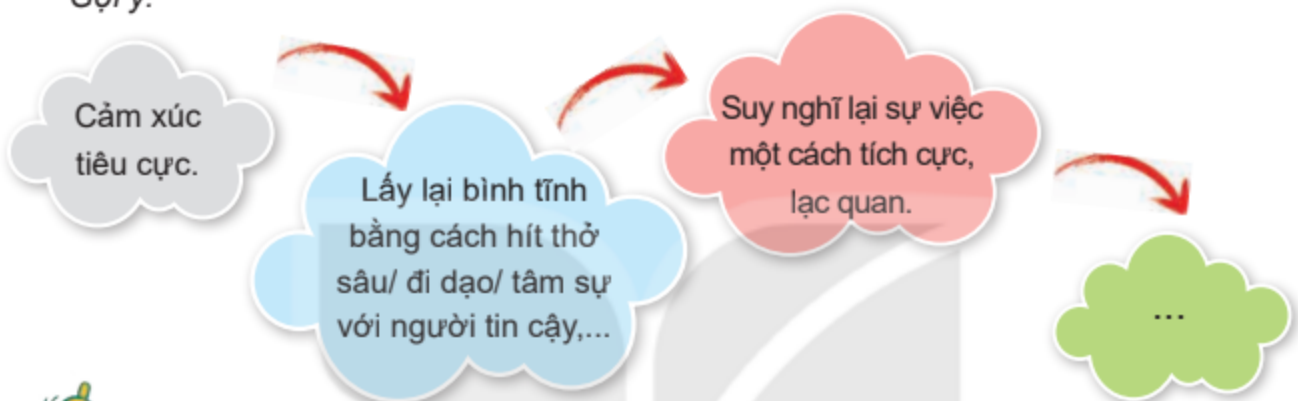 Gợi ý:
Cảm xúc
tiêu cực.
Lấy lại bình tĩnh
bằng cách hít thở
sâu/ đi dạo/ tâm sự
với người tin cậy,...
Suy nghĩ lại sự việc
một cách tích cực,
lạc quan.
...